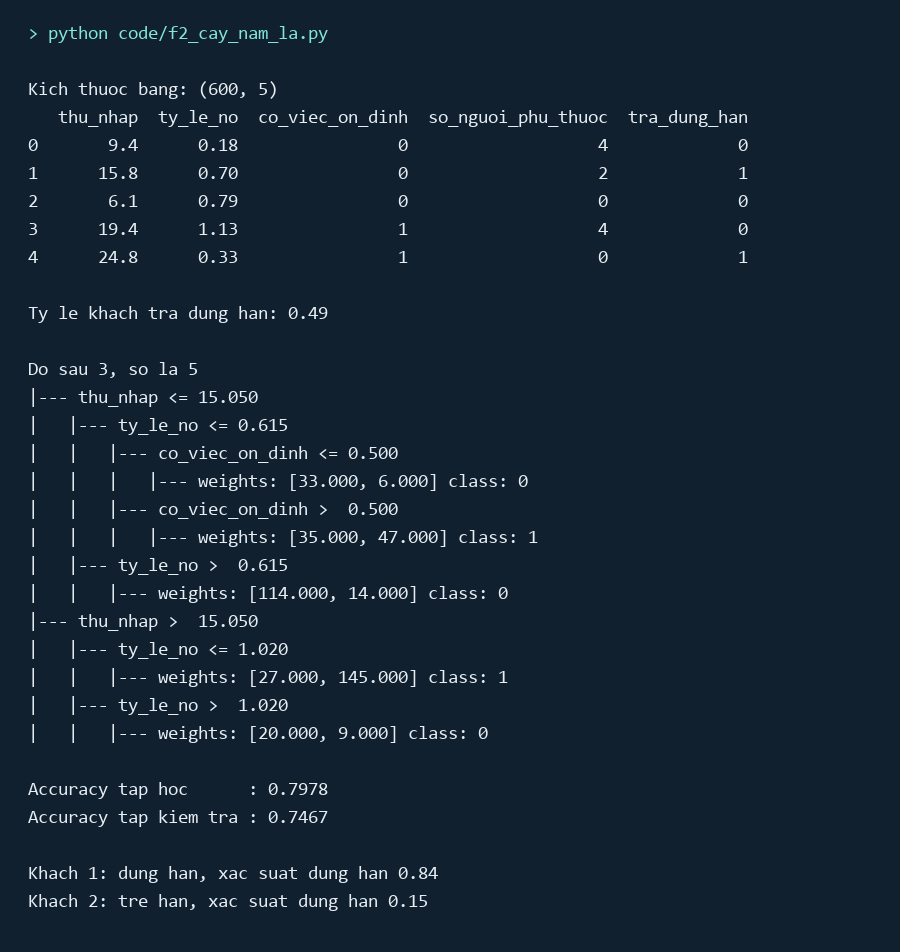 > python code/f2_cay_nam_la.py
Kich thuoc bang: (600, 5)
   thu_nhap  ty_le_no  co_viec_on_dinh  so_nguoi_phu_thuoc  tra_dung_han
0       9.4      0.18                0                   4             0
1      15.8      0.70                0                   2             1
2       6.1      0.79                0                   0             0
3      19.4      1.13                1                   4             0
4      24.8      0.33                1                   0             1
Ty le khach tra dung han: 0.49
Do sau 3, so la 5
|--- thu_nhap <= 15.050
|   |--- ty_le_no <= 0.615
|   |   |--- co_viec_on_dinh <= 0.500
|   |   |   |--- weights: [33.000, 6.000] class: 0
|   |   |--- co_viec_on_dinh >  0.500
|   |   |   |--- weights: [35.000, 47.000] class: 1
|   |--- ty_le_no >  0.615
|   |   |--- weights: [114.000, 14.000] class: 0
|--- thu_nhap >  15.050
|   |--- ty_le_no <= 1.020
|   |   |--- weights: [27.000, 145.000] class: 1
|   |--- ty_le_no >  1.020
|   |   |--- weights: [20.000, 9.000] class: 0
Accuracy tap hoc      : 0.7978
Accuracy tap kiem tra : 0.7467
Khach 1: dung han, xac suat dung han 0.84
Khach 2: tre han, xac suat dung han 0.15